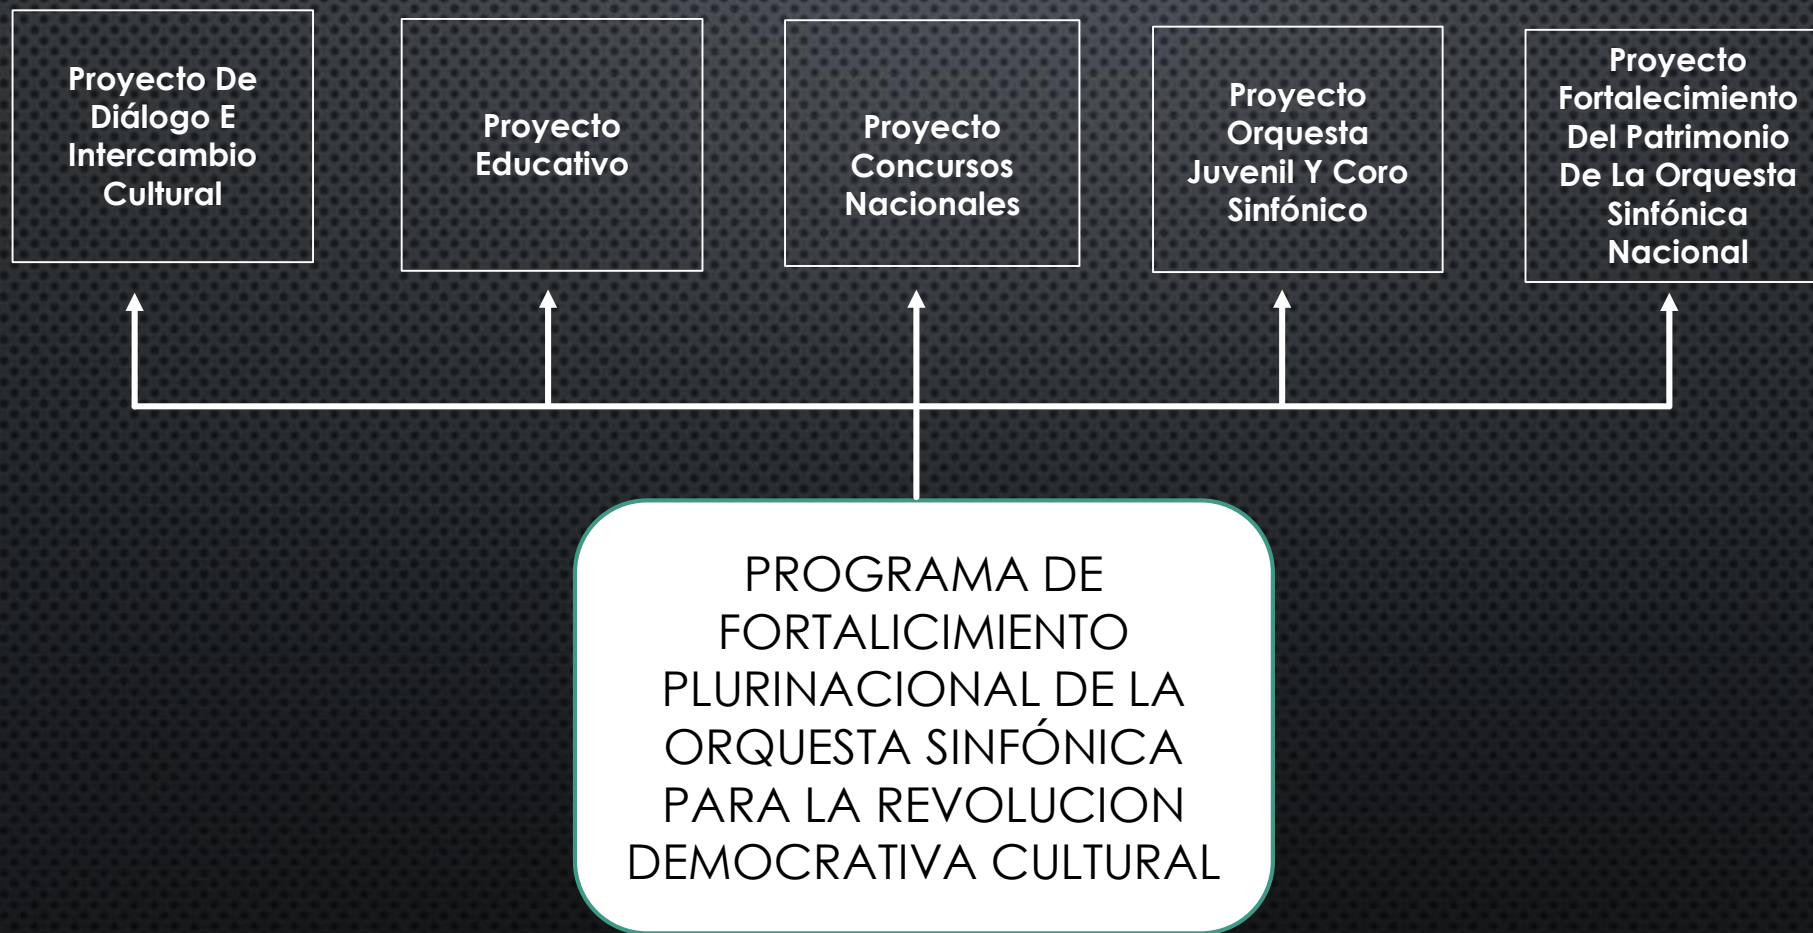 Proyecto De
Diálogo E
Intercambio
Cultural
Proyecto
Educativo
Proyecto
Concursos
Nacionales
Proyecto
Orquesta
Juvenil Y Coro
Sinfónico
Proyecto
Fortalecimiento
Del Patrimonio
De La Orquesta
Sinfónica
Nacional
PROGRAMA DE
FORTALICIMIENTO
PLURINACIONAL DE LA
ORQUESTA SINFÓNICA
PARA LA REVOLUCION
DEMOCRATIVA CULTURAL